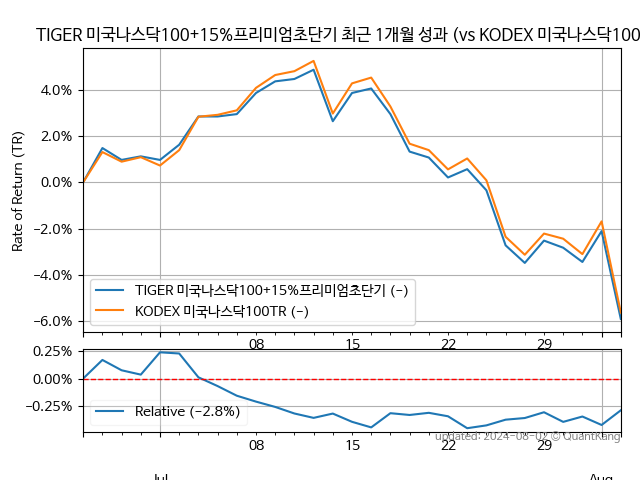 TIGER 미국나스닥100+15%프리미엄초단기 최근 1개월 성과 (vs KODEX 미국나스닥100
Rate of Return (TR)
4.0%
2.0%
0.0%
−2.0%
−4.0%
−6.0%
TIGER 미국나스닥100+15%프리미엄초단기 (−)
KODEX 미국나스닥100TR (−)
08
15
22
29
0.25%
0.00%
−0.25%
Relative (−2.8%)
updated: 2024-08-02 © QuantKang
08
15
22
29
Jul
Aug